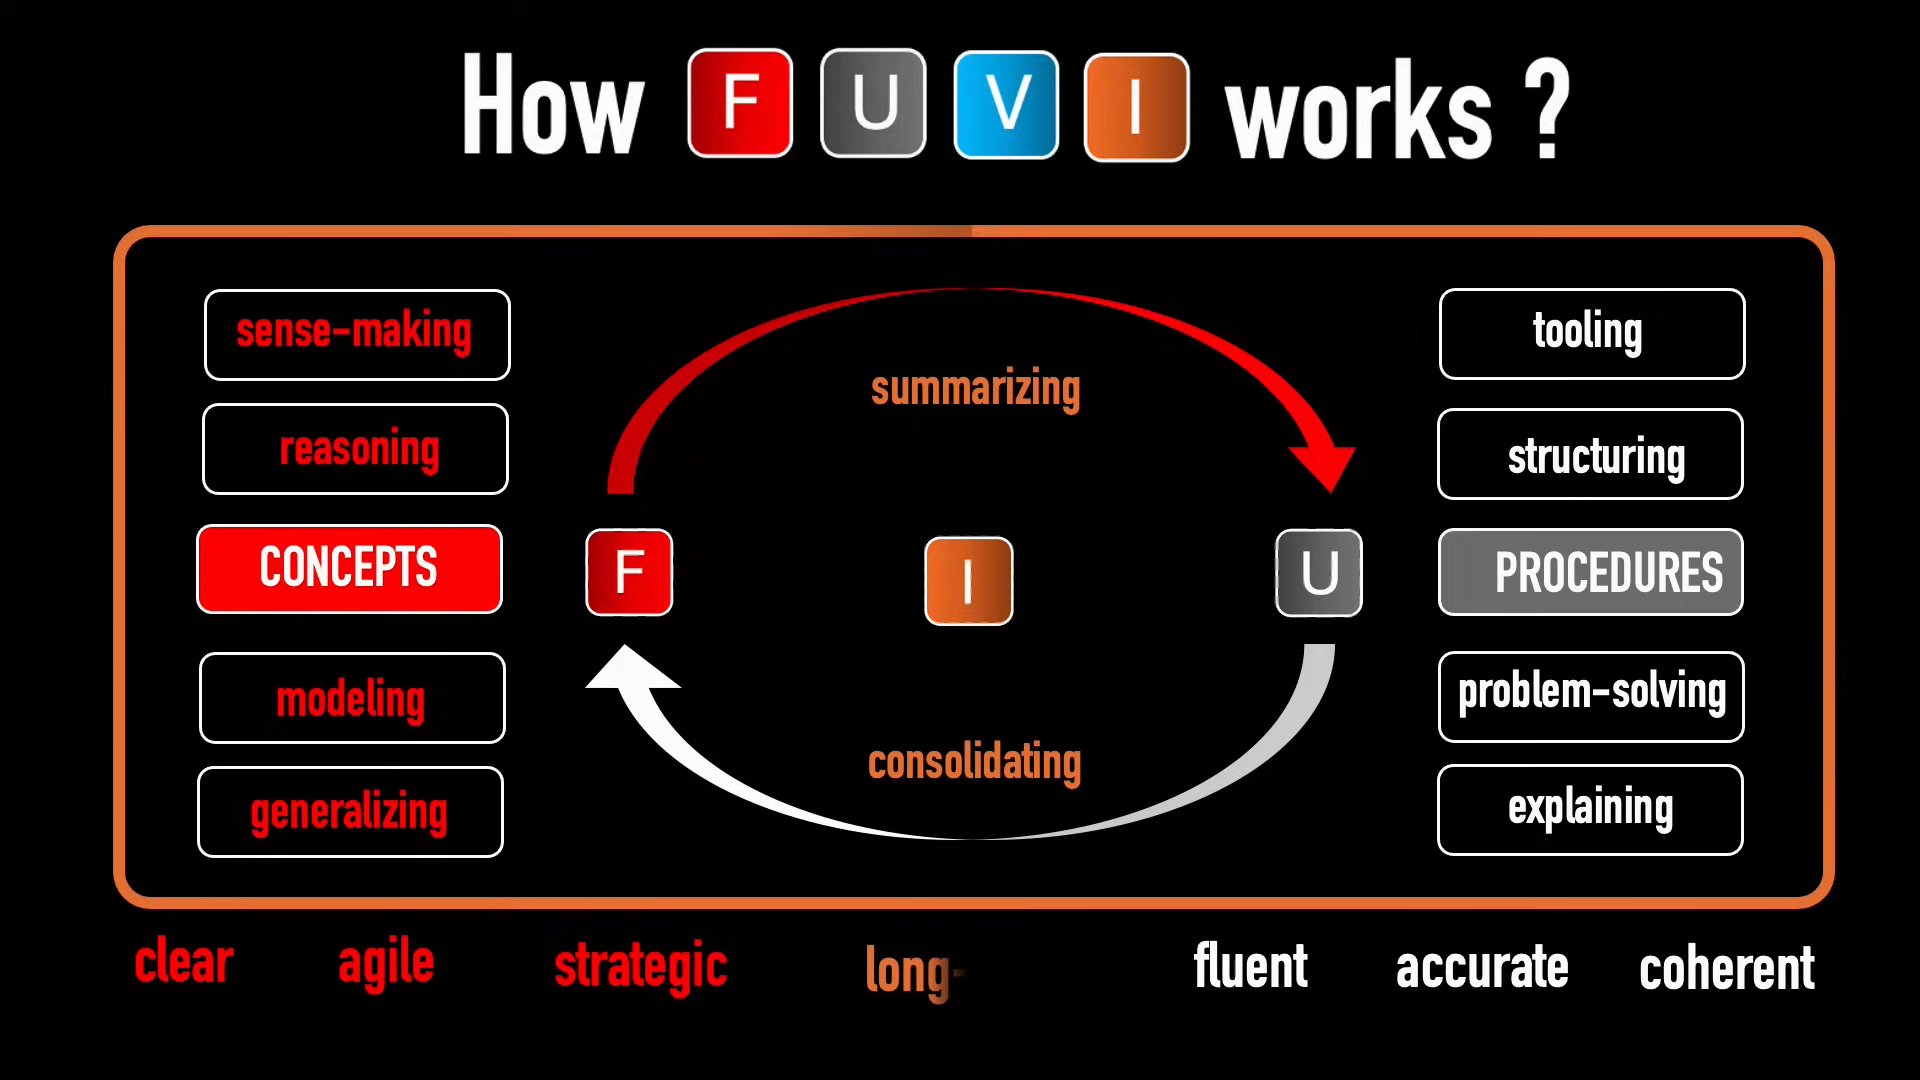 How F U V I works ?
sense-making
reasoning
CONCEPTS
modeling
generalizing
summarizing
F I U
consolidating
tooling
structuring
PROCEDURES
problem-solving
explaining
clear agile strategic long- fluent accurate coherent